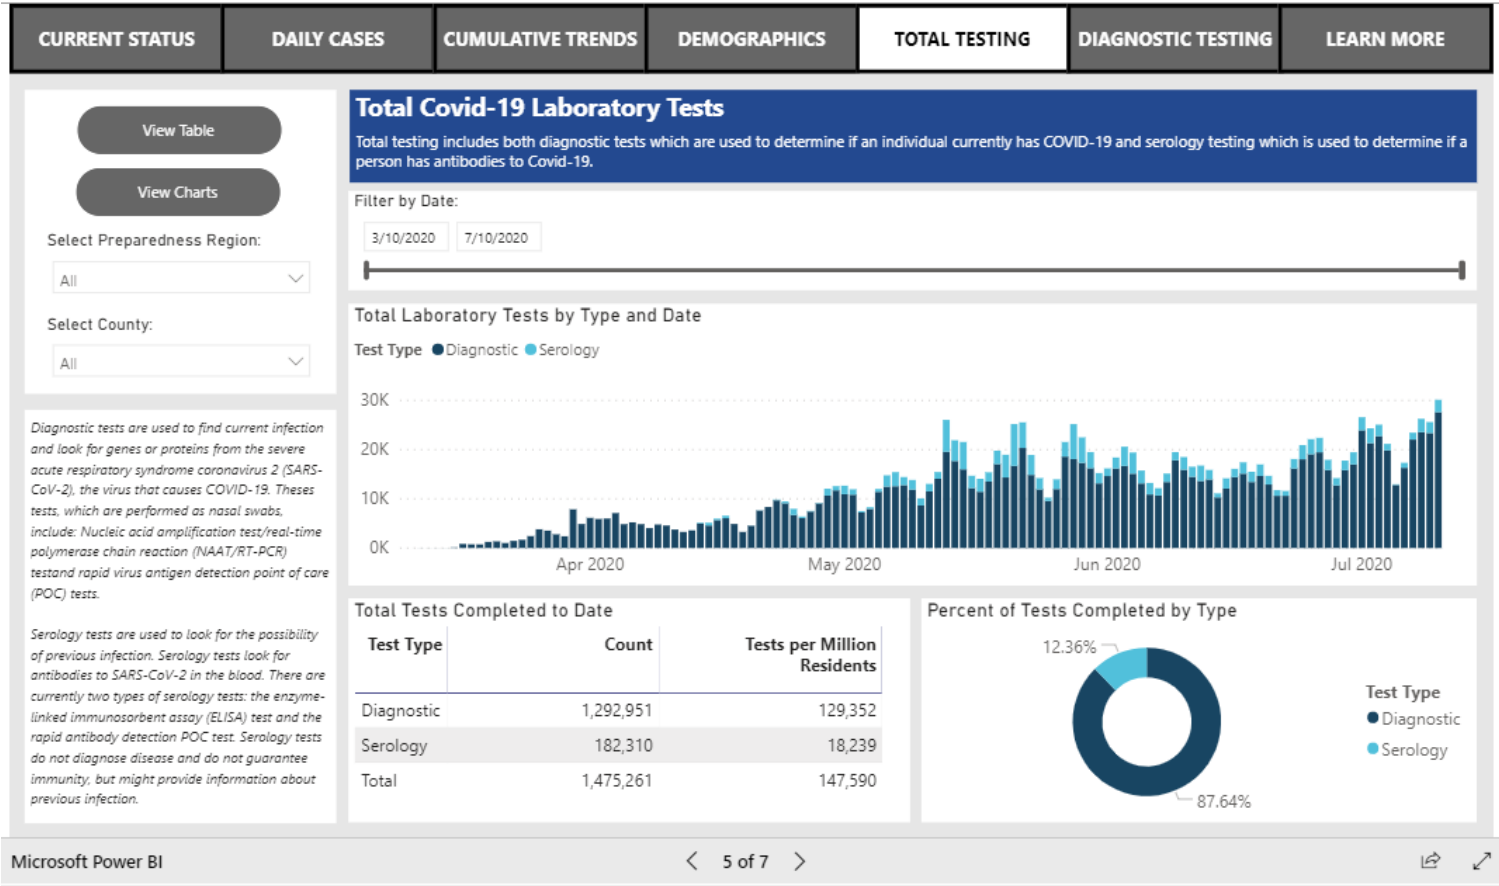 CURRENT STATUS
DAILY CASES
CUMULATIVE TRENDS
DEMOGRAPHICS
TOTAL TESTING
DIAGNOSTIC TESTING
LEARN MORE
View Table
View Charts
Select Preparedness Region:
All
Select County:
All
Diagnostic tests are used to find current infection
and look for genes or proteins from the severe
acute respiratory syndrome coronavirus 2 (SARS-
CoV-2), the virus that causes COVID-19. Theses
tests, which are performed as nasal swabs,
include: Nucleic acid amplification test/real-time
polymerase chain reaction (NAAT/RT-PCR)
testand rapid virus antigen detection point of care
(POC) tests.
Serology tests are used to look for the possibility
of previous infection. Serology tests look for
antibodies to SARS-CoV-2 in the blood. There are
currently two types of serology tests: the enzyme-
linked immunosorbent assay (ELISA) test and the
rapid antibody detection POC test. Serology tests
do not diagnose disease and do not guarantee
immunity, but might provide information about
previous infection.
Total Covid-19 Laboratory Tests
Total testing includes both diagnostic tests which are used to determine if an individual currently has COVID-19 and serology testing which is used to determine if a
person has antibodies to Covid-19.
Filter by Date:
3/10/2020 7/10/2020
Total Laboratory Tests by Type and Date
Test Type Diagnostic Serology
30K
20K
10K
0K
Apr 2020 May 2020 Jun 2020 Jul 2020
Total Tests Completed to Date
Test Type Count Tests per Million
Residents
Diagnostic 1,292,951 129,352
Serology 182,310 18,239
Total 1,475,261 147,590
Percent of Tests Completed by Type
12.36%
87.64%
Test Type
Diagnostic
Serology
Microsoft Power BI
5 of 7